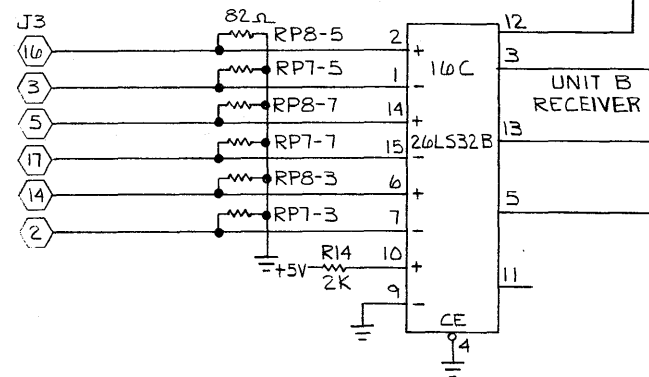 J3
82Ω
12
16
RP8-5
2
+
16C
3
3
RP7-5
1
-
UNIT B
RECEIVER
5
RP8-7
14
+
17
RP7-7
15
-
26LS32B
13
14
RP8-3
6
+
2
RP7-3
7
-
5
+5V
R14
2K
10
+
11
9
-
CE
4